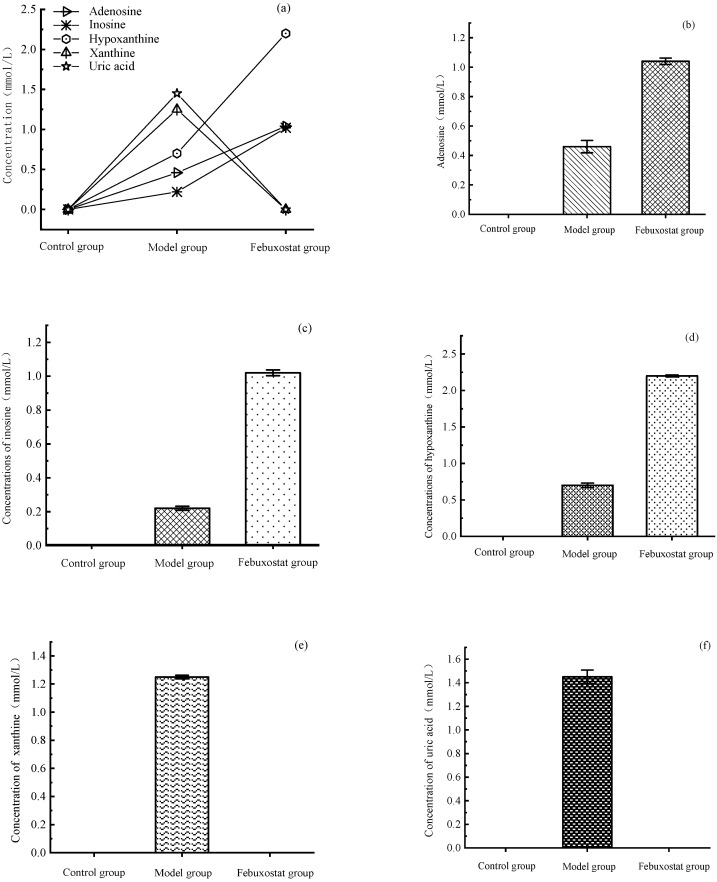 (a)
Adenosine
Inosine
Hypoxanthine
Xanthine
Uric acid
Concentration（mmol/L）
2.5
2.0
1.5
1.0
0.5
0.0
Control group Model group Febuxostat group
(b)
Adenosine（mmol/L）
1.2
1.0
0.8
0.6
0.4
0.2
0.0
Control group Model group Febuxostat group
(c)
Concentrations of inosine（mmol/L）
1.2
1.0
0.8
0.6
0.4
0.2
0.0
Control group Model group Febuxostat group
(d)
Concentrations of hypoxanthine（mmol/L）
2.5
2.0
1.5
1.0
0.5
0.0
Control group Model group Febuxostat group
(e)
Concentration of xanthine（mmol/L）
1.4
1.2
1.0
0.8
0.6
0.4
0.2
0.0
Control group Model group Febuxostat group
(f)
Concentration of uric acid（mmol/L）
1.6
1.4
1.2
1.0
0.8
0.6
0.4
0.2
0.0
Control group Model group Febuxostat group